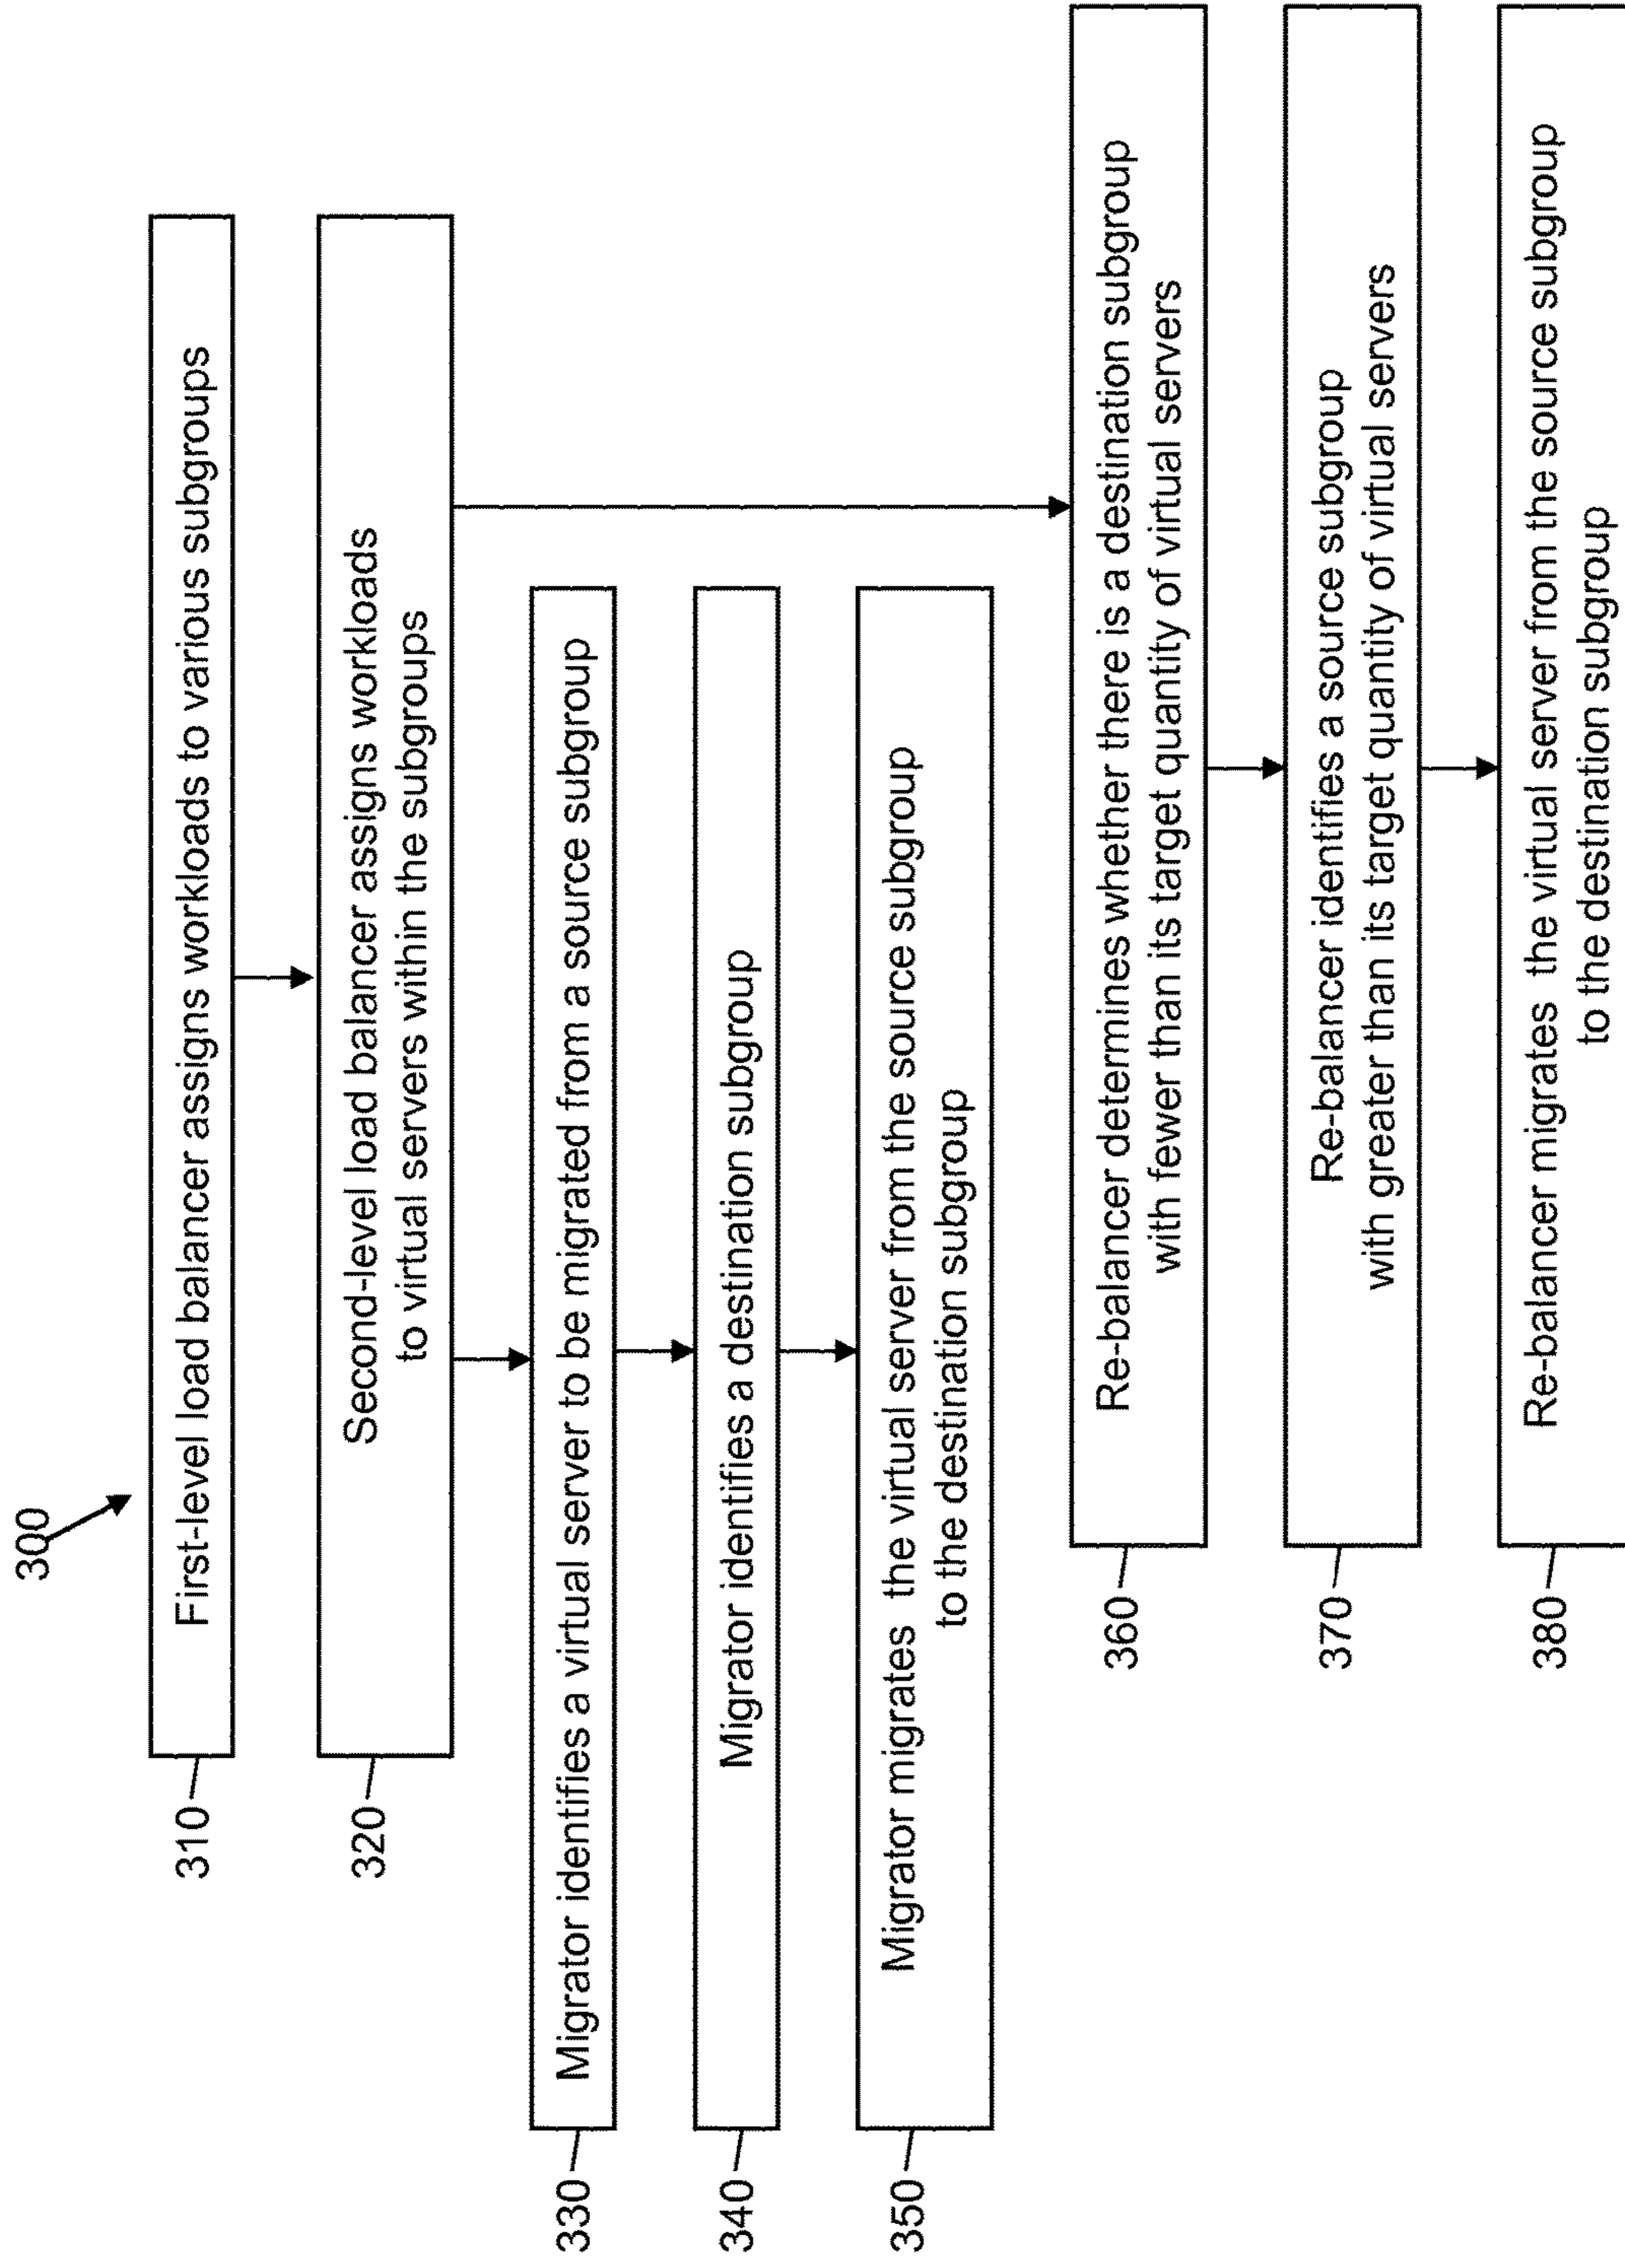 300
310
First-level load balancer assigns workloads to various subgroups
320
Second-level load balancer assigns workloads
to virtual servers within the subgroups
330
Migrator identifies a virtual server to be migrated from a source subgroup
340
Migrator identifies a destination subgroup
350
Migrator migrates the virtual server from the source subgroup
to the destination subgroup
360
Re-balancer determines whether there is a destination subgroup
with fewer than its target quantity of virtual servers
370
Re-balancer identifies a source subgroup
with greater than its target quantity of virtual servers
380
Re-balancer migrates the virtual server from the source subgroup
to the destination subgroup